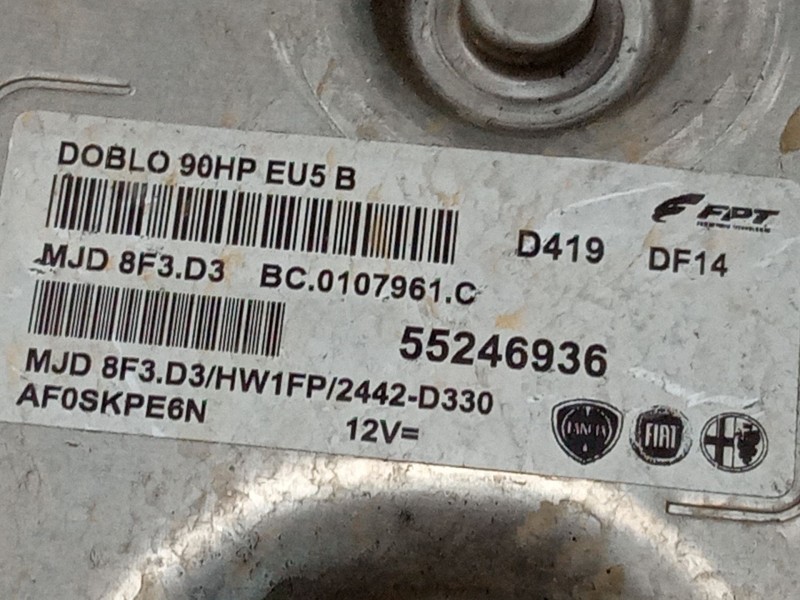 DOBLO 90HP EU5 B
FPT
D419 DF14
MJD 8F3.D3 BC.0107961.C
55246936
MJD 8F3.D3/HW1FP/2442-D330
AF0SKPE6N
12V=
LANCIA
FIAT